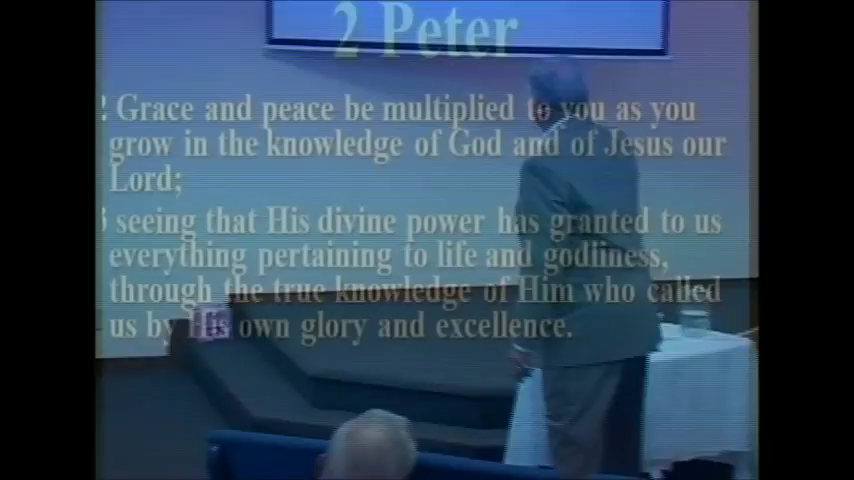 2 Peter
2 Grace and peace be multiplied to you as you
grow in the knowledge of God and of Jesus our
Lord;
3 seeing that His divine power has granted to us
everything pertaining to life and godliness,
through the true knowledge of Him who called
us by His own glory and excellence.